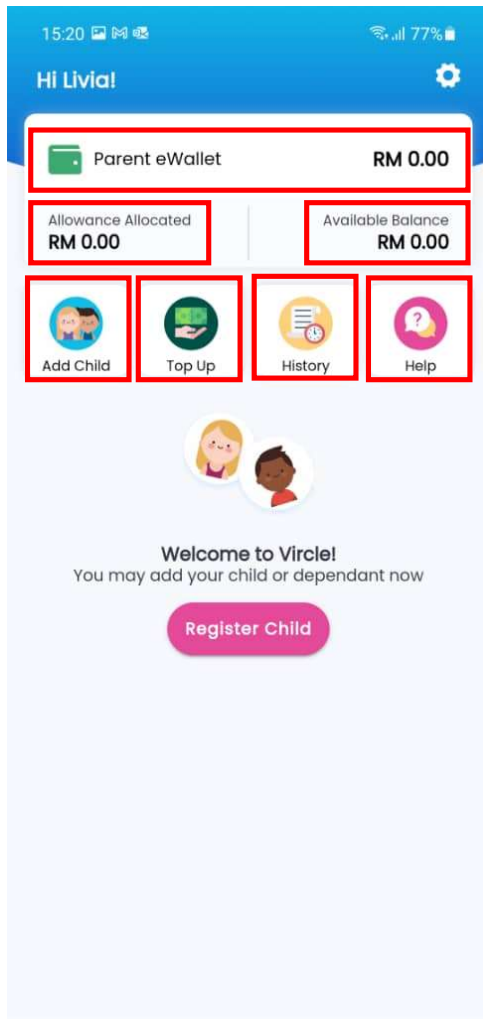 15:20 77%
Hi Livia!
Parent eWallet RM 0.00
Allowance Allocated Available Balance
RM 0.00 RM 0.00
?
Add Child Top Up History Help
Welcome to Vircle!
You may add your child or dependant now
Register Child